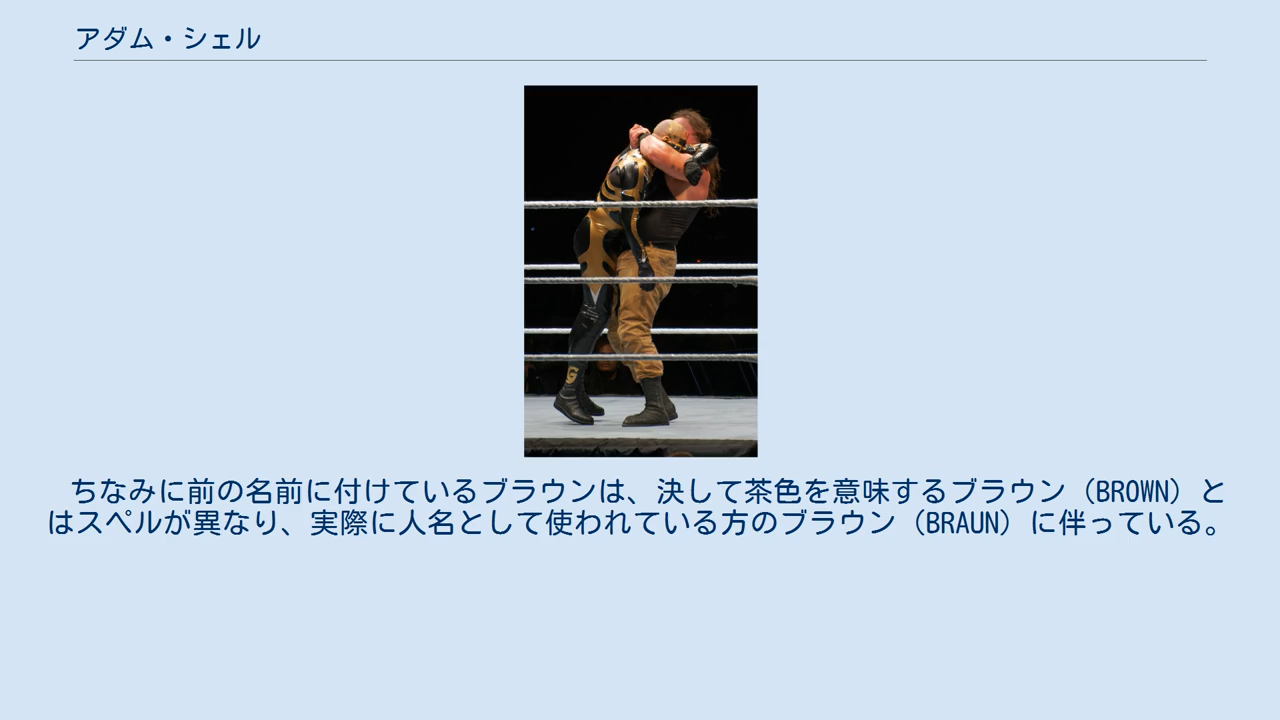 アダム・シェル
ちなみに前の名前に付けているブラウンは、決して茶色を意味するブラウン（BROWN）と
はスペルが異なり、実際に人名として使われている方のブラウン（BRAUN）に伴っている。